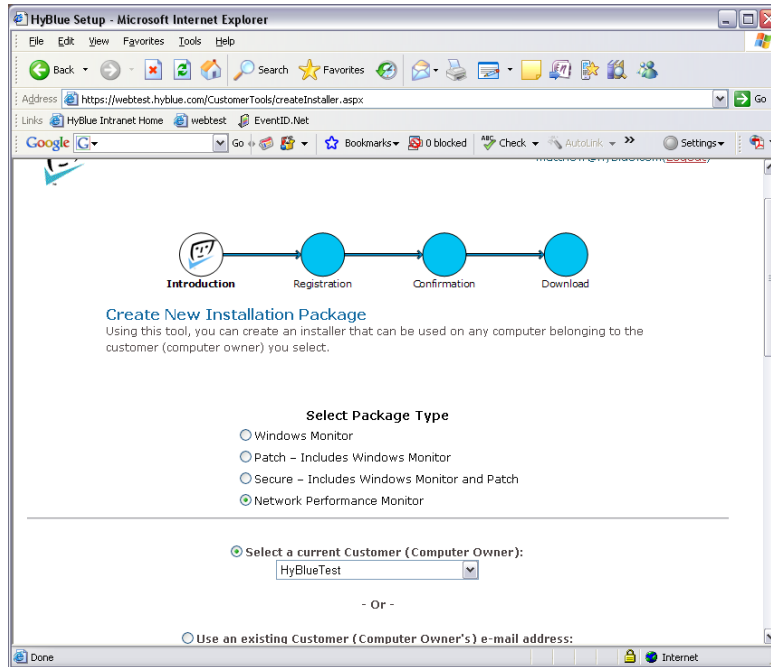 HyBlue Setup - Microsoft Internet Explorer
File Edit View Favorites Tools Help
Back Search Favorites
Address https://webtest.hyblue.com/CustomerTools/createInstaller.aspx Go
Links HyBlue Intranet Home webtest EventID.Net
Google G Go Bookmarks 0 blocked ABC Check AutoLink » Settings
Introduction Registration Confirmation Download
Create New Installation Package
Using this tool, you can create an installer that can be used on any computer belonging to the
customer (computer owner) you select.
Select Package Type
Windows Monitor
Patch – Includes Windows Monitor
Secure – Includes Windows Monitor and Patch
Network Performance Monitor
Select a current Customer (Computer Owner):
HyBlueTest
- Or -
Use an existing Customer (Computer Owner's) e-mail address:
Done Internet